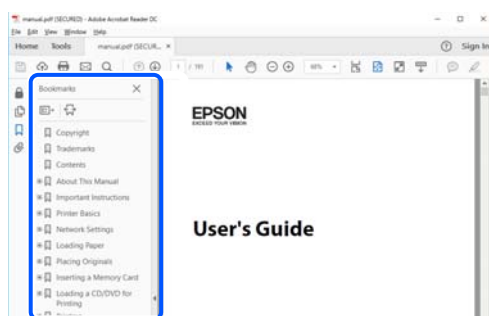 manual.pdf (SECURED) - Adobe Acrobat Reader DC
File Edit View Window Help
Home Tools manual.pdf (SECUR... ×
Sign In
1 / 191
Bookmarks
Copyright
Trademarks
Contents
About This Manual
Important Instructions
Printer Basics
Network Settings
Loading Paper
Placing Originals
Inserting a Memory Card
Loading a CD/DVD for
Printing
EPSON
EXCEED YOUR VISION
User's Guide